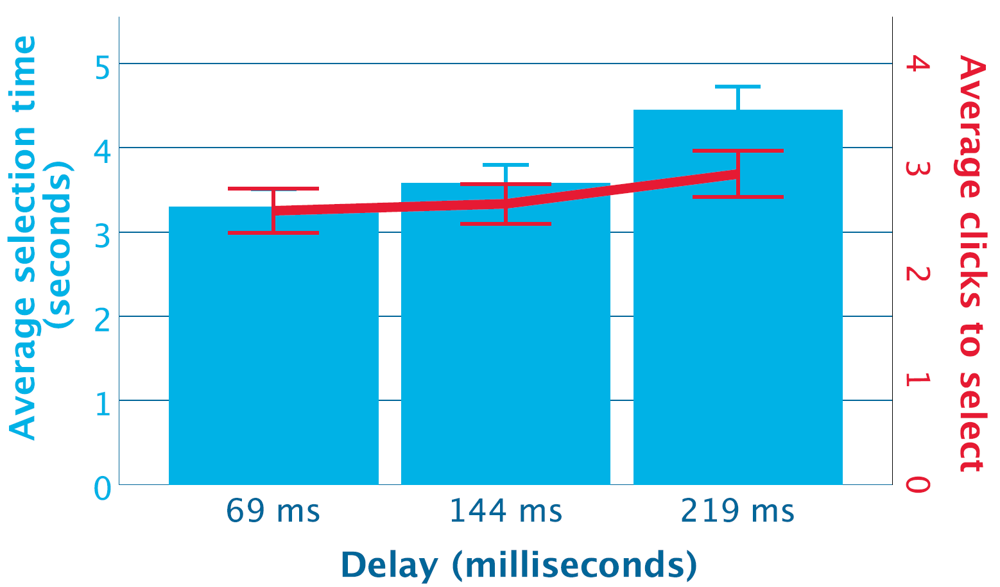 Average selection time
(seconds)
5
4
3
2
1
0
4
3
2
1
0
Average clicks to select
69 ms
144 ms
219 ms
Delay (milliseconds)